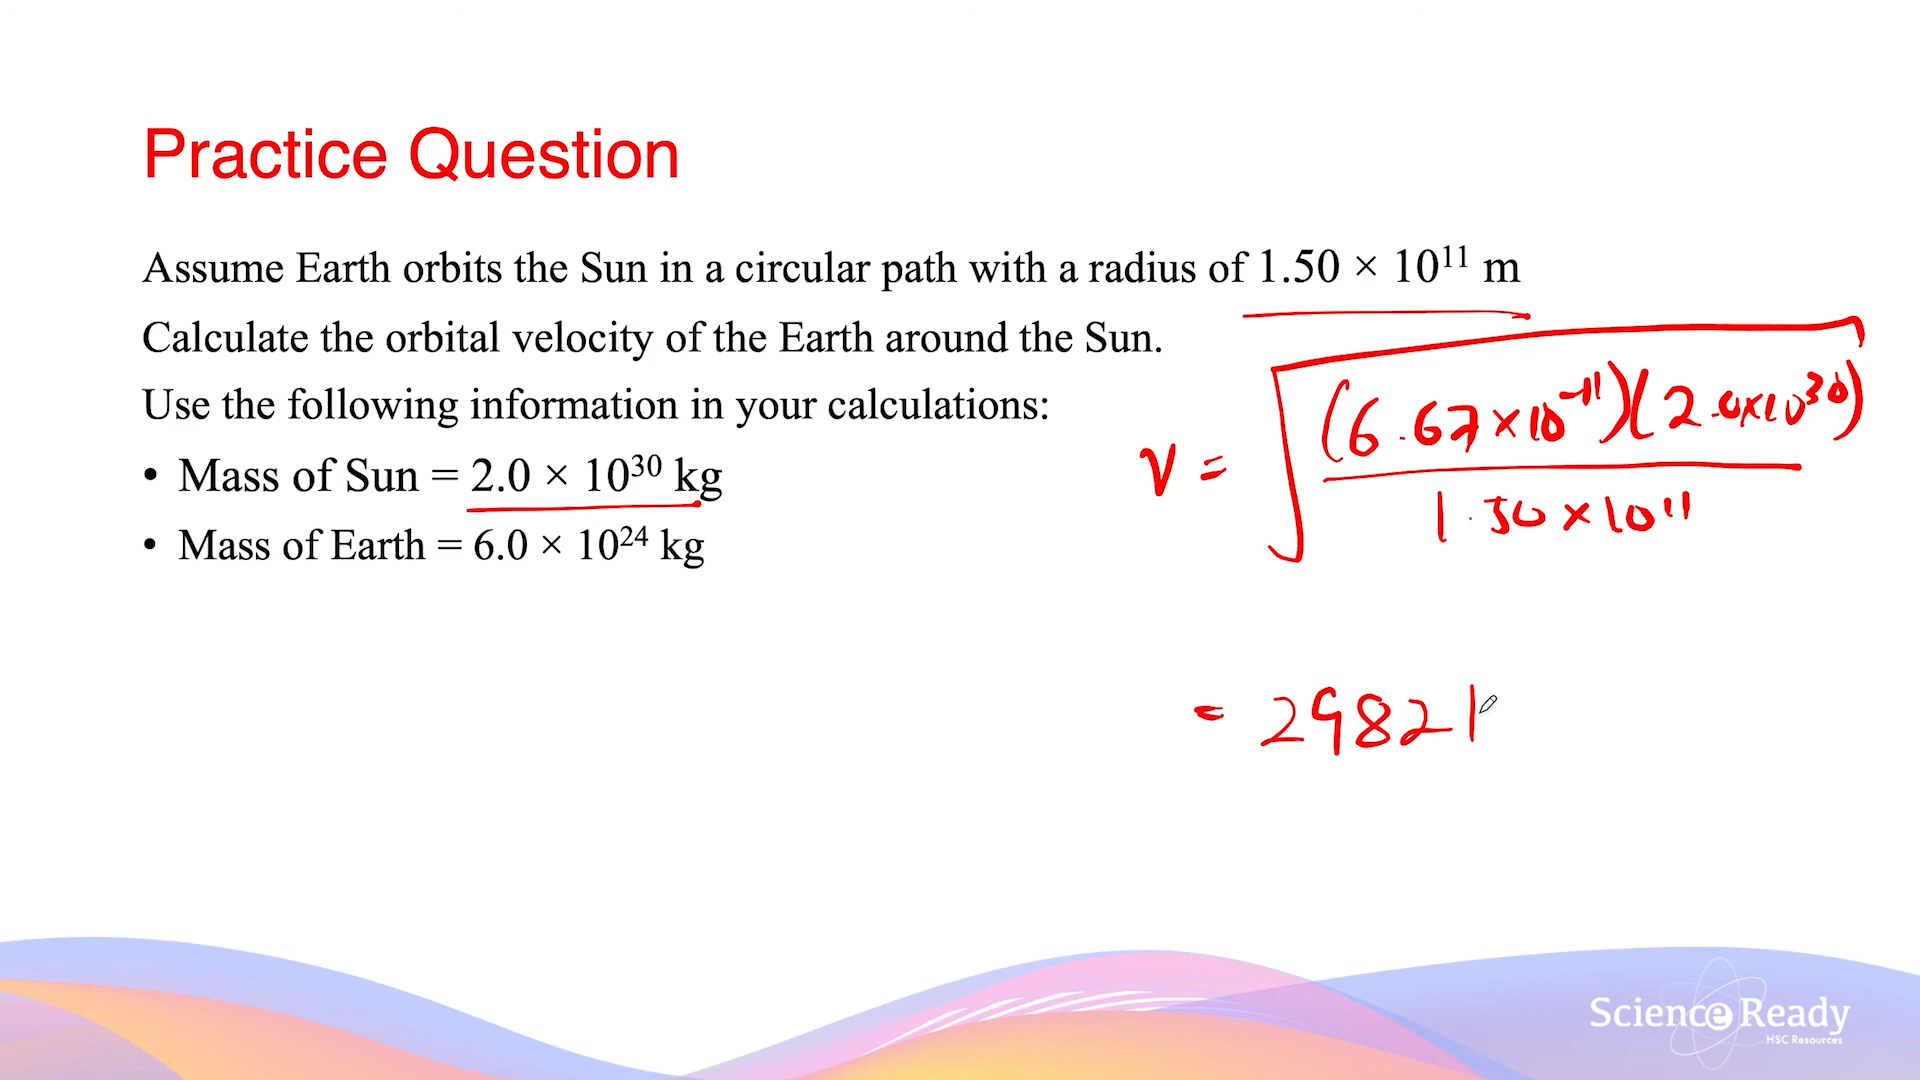 Practice Question
Assume Earth orbits the Sun in a circular path with a radius of 1.50 × 10¹¹ m
Calculate the orbital velocity of the Earth around the Sun.
Use the following information in your calculations:
• Mass of Sun = 2.0 × 10³⁰ kg
• Mass of Earth = 6.0 × 10²⁴ kg
v = √((6.67×10⁻¹¹)(2.0×10³⁰)
1.50×10¹¹
= 29821
Science Ready
HSC Resources